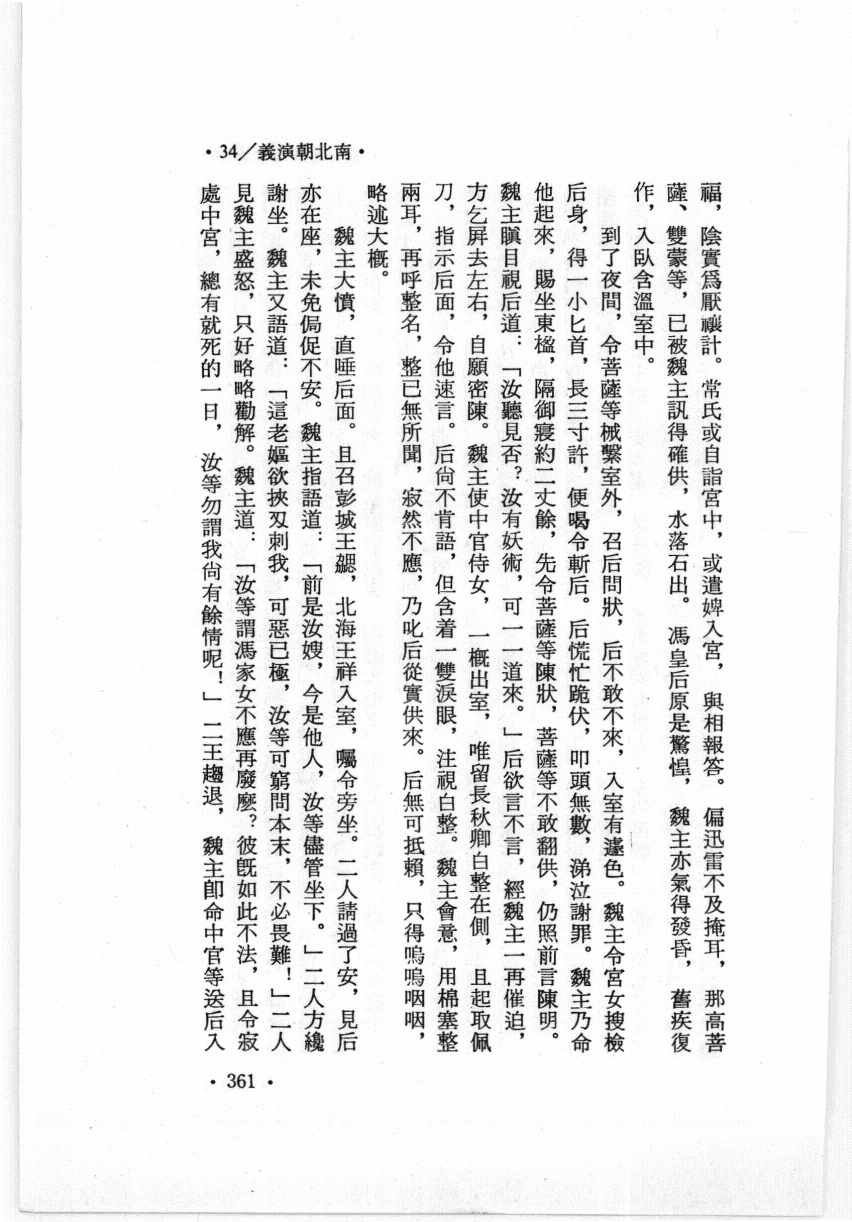 •34／義演朝北南•
福，陰實爲厭禳計。常氏或自詣宮中，或遣婢入宮，與相報答。偏迅雷不及掩耳，那高菩
薩、雙蒙等，已被魏主訊得確供，水落石出。馮皇后原是驚惶，魏主亦氣得發昏，舊疾復
作，入臥含溫室中。
到了夜間，令菩薩等械繫室外，召后問狀，后不敢不來，入室有遽色。魏主令宮女搜檢
后身，得一小匕首，長三寸許，便喝令斬后。后慌忙跪伏，叩頭無數，涕泣謝罪。魏主乃命
他起來，賜坐東楹，隔御寢約二丈餘，先令菩薩等陳狀，菩薩等不敢翻供，仍照前言陳明。
魏主瞋目視后道：「汝聽見否？汝有妖術，可一一道來。」后欲言不言，經魏主一再催迫，
方乞屏去左右，自願密陳。魏主使中官侍女，一概出室，唯留長秋卿白整在側，且起取佩
刀，指示后面，令他速言。后尙不肯語，但含着一雙淚眼，注視白整。魏主會意，用棉塞整
兩耳，再呼整名，整已無所聞，寂然不應，乃叱后從實供來。后無可抵賴，只得嗚嗚咽咽，
略述大概。
魏主大憤，直唾后面。且召彭城王勰，北海王祥入室，囑令旁坐。二人請過了安，見后
亦在座，未免侷促不安。魏主指語道：「前是汝嫂，今是他人，汝等儘管坐下。」二人方纔
謝坐。魏主又語道：「這老嫗欲挾刄刺我，可惡已極，汝等可窮問本末，不必畏難！」二人
見魏主盛怒，只好略略勸解。魏主道：「汝等謂馮家女不應再廢麼？彼旣如此不法，且令寂
處中宮，總有就死的一日，汝等勿謂我尙有餘情呢！」二王趨退，魏主卽命中官等送后入
•361•